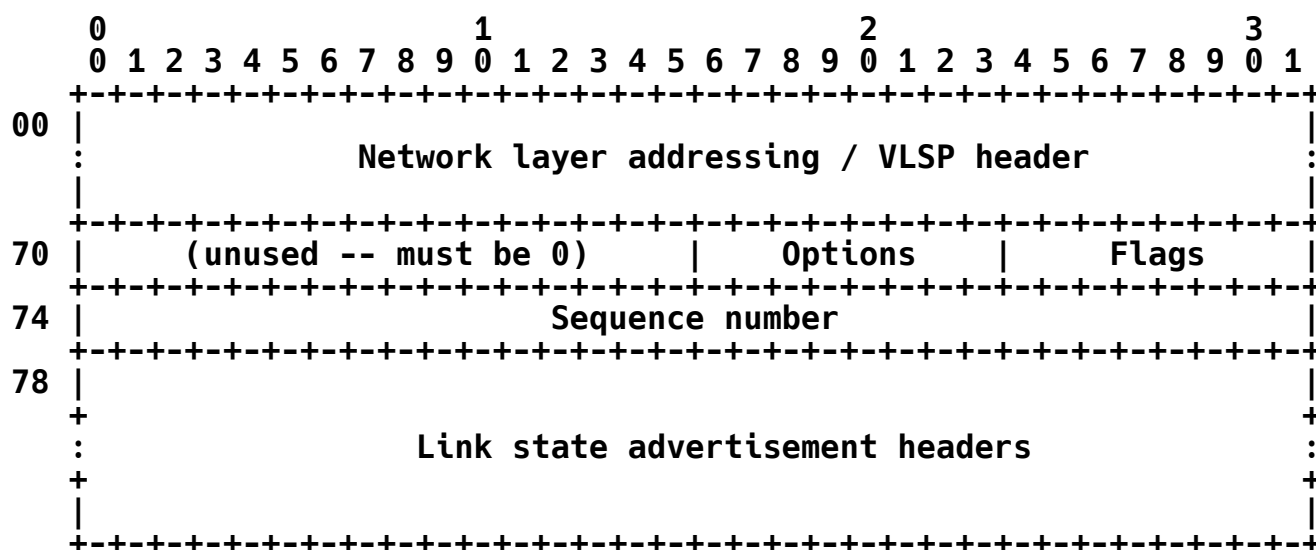 0                   1                   2                   3
0 1 2 3 4 5 6 7 8 9 0 1 2 3 4 5 6 7 8 9 0 1 2 3 4 5 6 7 8 9 0 1
+-+-+-+-+-+-+-+-+-+-+-+-+-+-+-+-+-+-+-+-+-+-+-+-+-+-+-+-+-+-+-+-+
00 |                                                               |
:              Network layer addressing / VLSP header           :
|                                                               |
+-+-+-+-+-+-+-+-+-+-+-+-+-+-+-+-+-+-+-+-+-+-+-+-+-+-+-+-+-+-+-+-+
70 |     (unused -- must be 0)     |    Options    |     Flags     |
+-+-+-+-+-+-+-+-+-+-+-+-+-+-+-+-+-+-+-+-+-+-+-+-+-+-+-+-+-+-+-+-+
74 |                        Sequence number                        |
+-+-+-+-+-+-+-+-+-+-+-+-+-+-+-+-+-+-+-+-+-+-+-+-+-+-+-+-+-+-+-+-+
78 |                                                               |
+                                                               +
:                 Link state advertisement headers              :
+                                                               +
|                                                               |
+-+-+-+-+-+-+-+-+-+-+-+-+-+-+-+-+-+-+-+-+-+-+-+-+-+-+-+-+-+-+-+-+